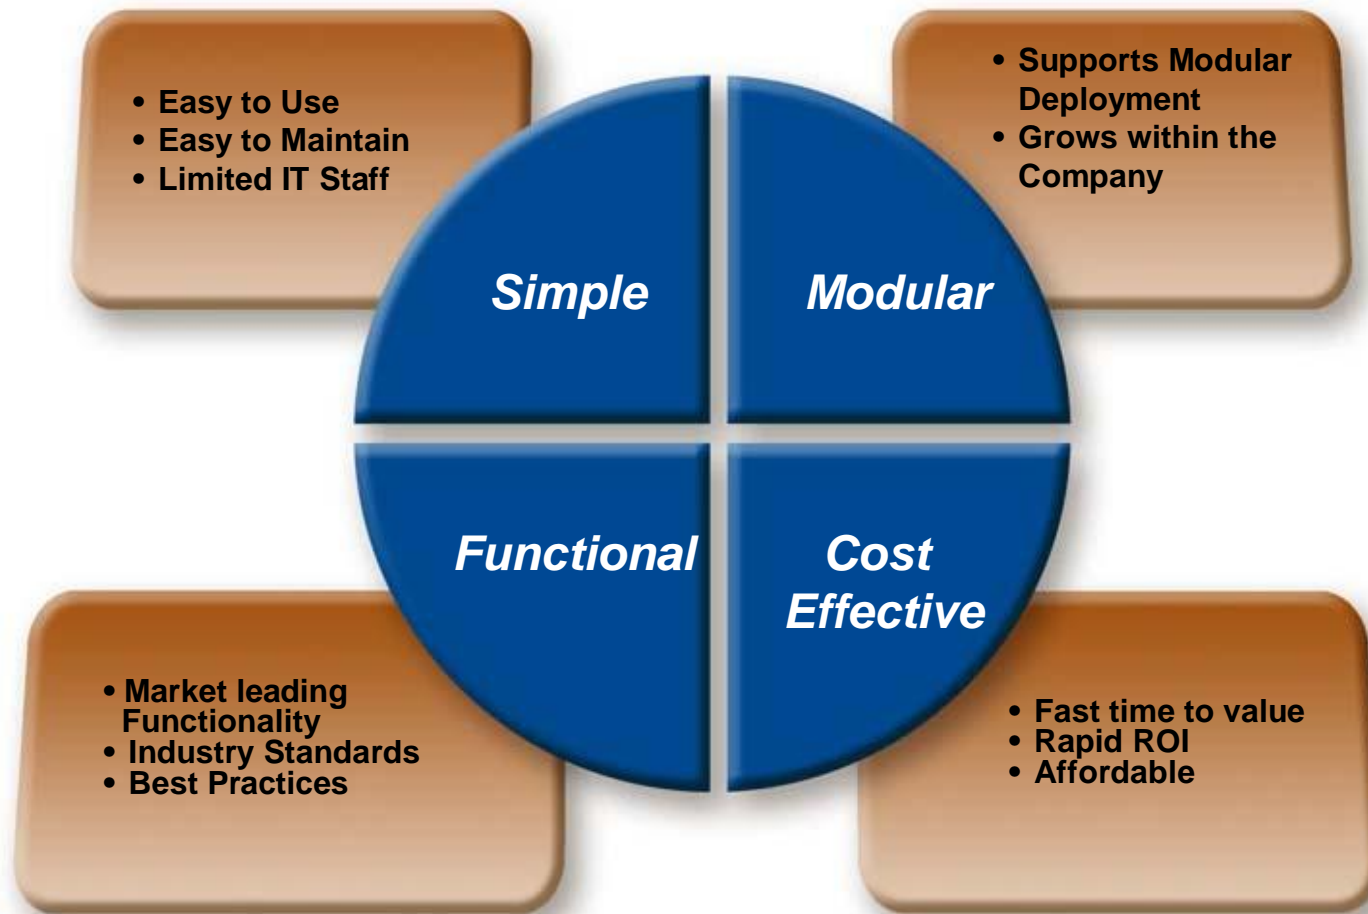 • Easy to Use
• Easy to Maintain
• Limited IT Staff
• Supports Modular
Deployment
• Grows within the
Company
Simple
Modular
Functional
Cost
Effective
• Market leading
Functionality
• Industry Standards
• Best Practices
• Fast time to value
• Rapid ROI
• Affordable